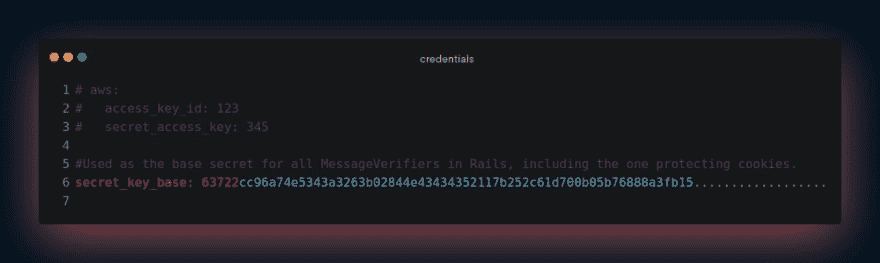 credentials
1 # aws:
2 #   access_key_id: 123
3 #   secret_access_key: 345
4
5 #Used as the base secret for all MessageVerifiers in Rails, including the one protecting cookies.
6 secret_key_base: 63722cc96a74e5343a3263b02844e43434352117b252c61d700b05b76888a3fb15..................
7